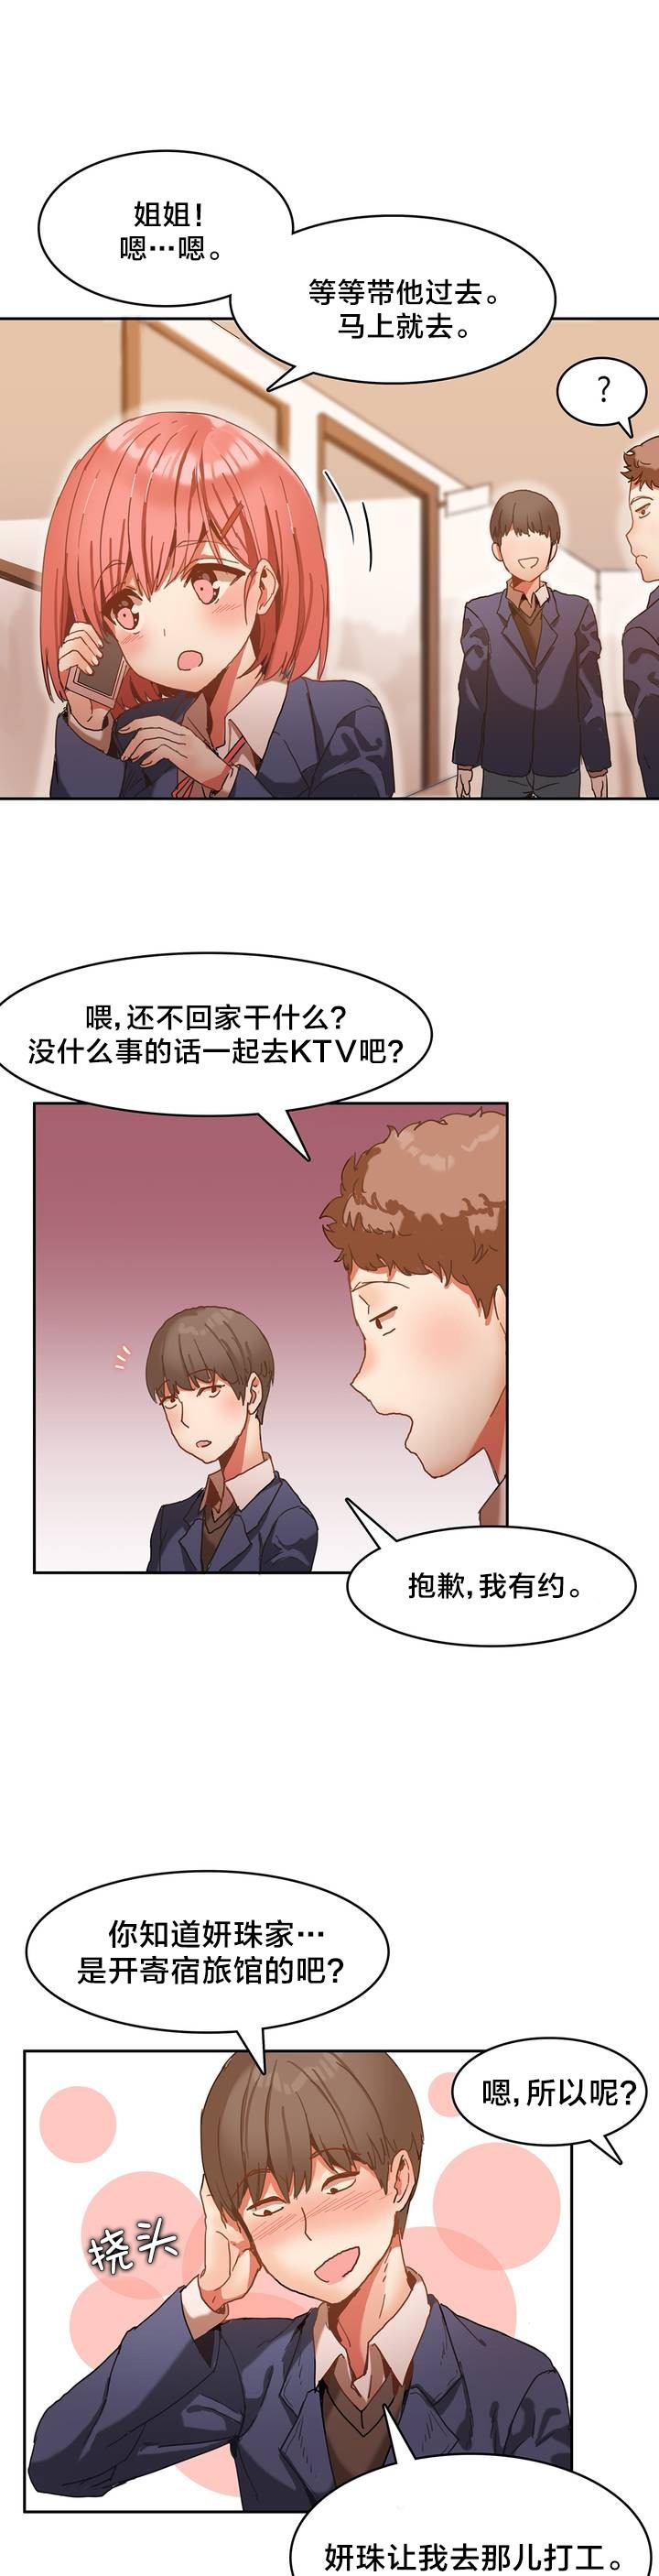 姐姐！
嗯…嗯。
等等带他过去。
马上就去。
？
喂，还不回家干什么？
没什么事的话一起去KTV吧？
抱歉，我有约。
你知道妍珠家…
是开寄宿旅馆的吧？
嗯，所以呢？
挠头
妍珠让我去那儿打工。